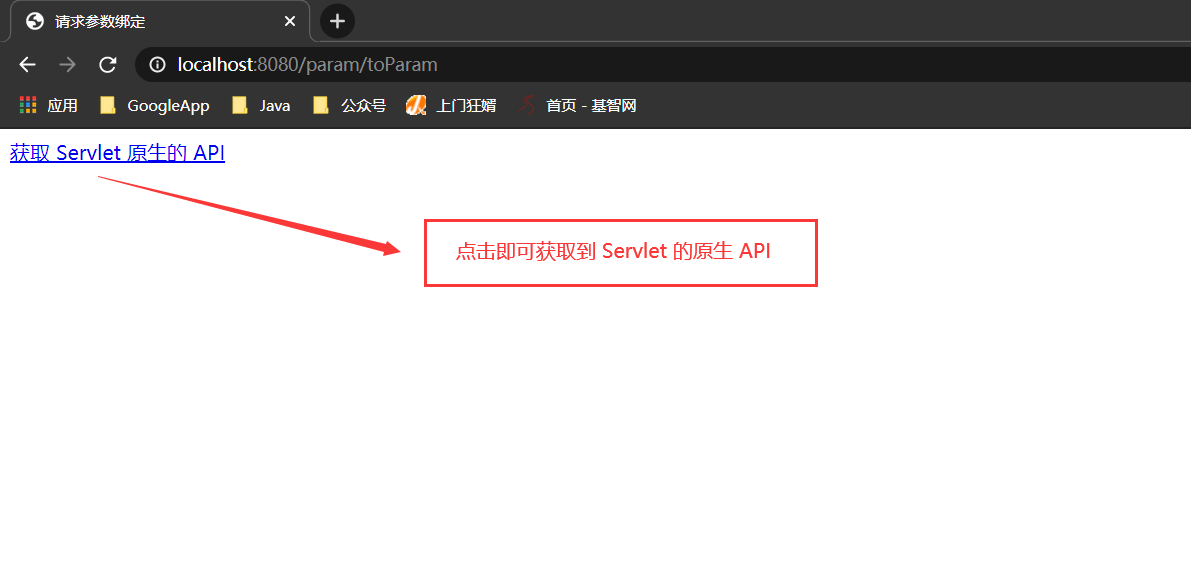 请求参数绑定
localhost:8080/param/toParam
应用 GoogleApp Java 公众号 上门狂婿 首页 - 基智网
获取 Servlet 原生的 API
点击即可获取到 Servlet 的原生 API